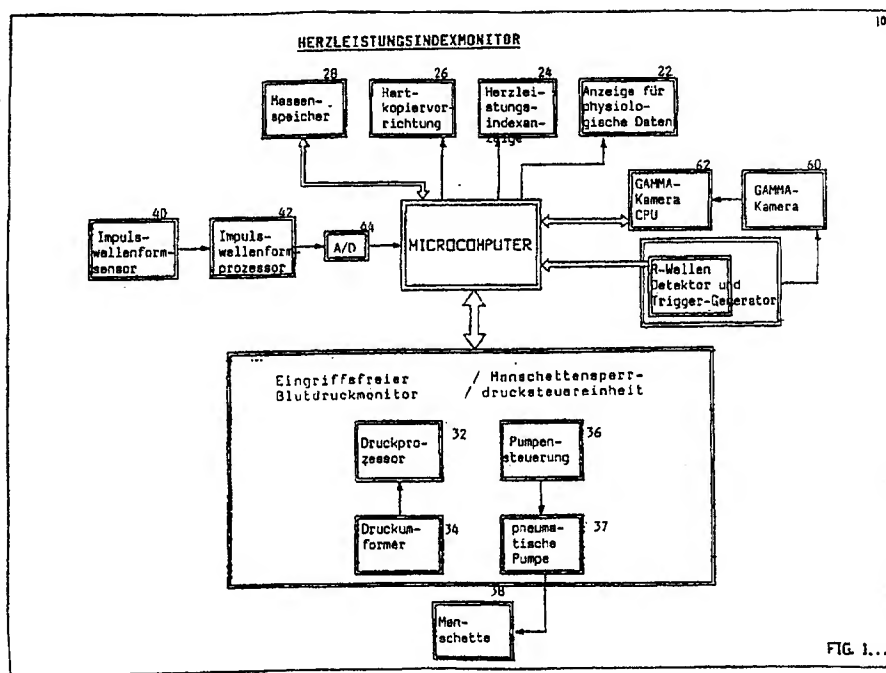 10
HERZLEISTUNGSINDEXMONITOR
28
26
24
22
Massen-
speicher
Hart-
kopiervor-
richtung
Herzlei-
stungs-
indexan-
zeige
Anzeige für
physiolo-
gische Daten
62
60
GAMMA-
Kamera
CPU
GAMMA-
Kamera
40
42
44
Impuls-
wellenform-
sensor
Impuls-
wellenform-
prozessor
A/D
MICROCOMPUTER
R-Wellen
Detektor und
Trigger-Generator
...
Eingriffsfreier / Manschettensperr-
Blutdruckmonitor / drucksteuereinheit
32
36
Druckpro-
zessor
Pumpen-
steuerung
34
37
Druckum-
former
pneuma-
tische
Pumpe
38
Man-
schette
FIG. 1...